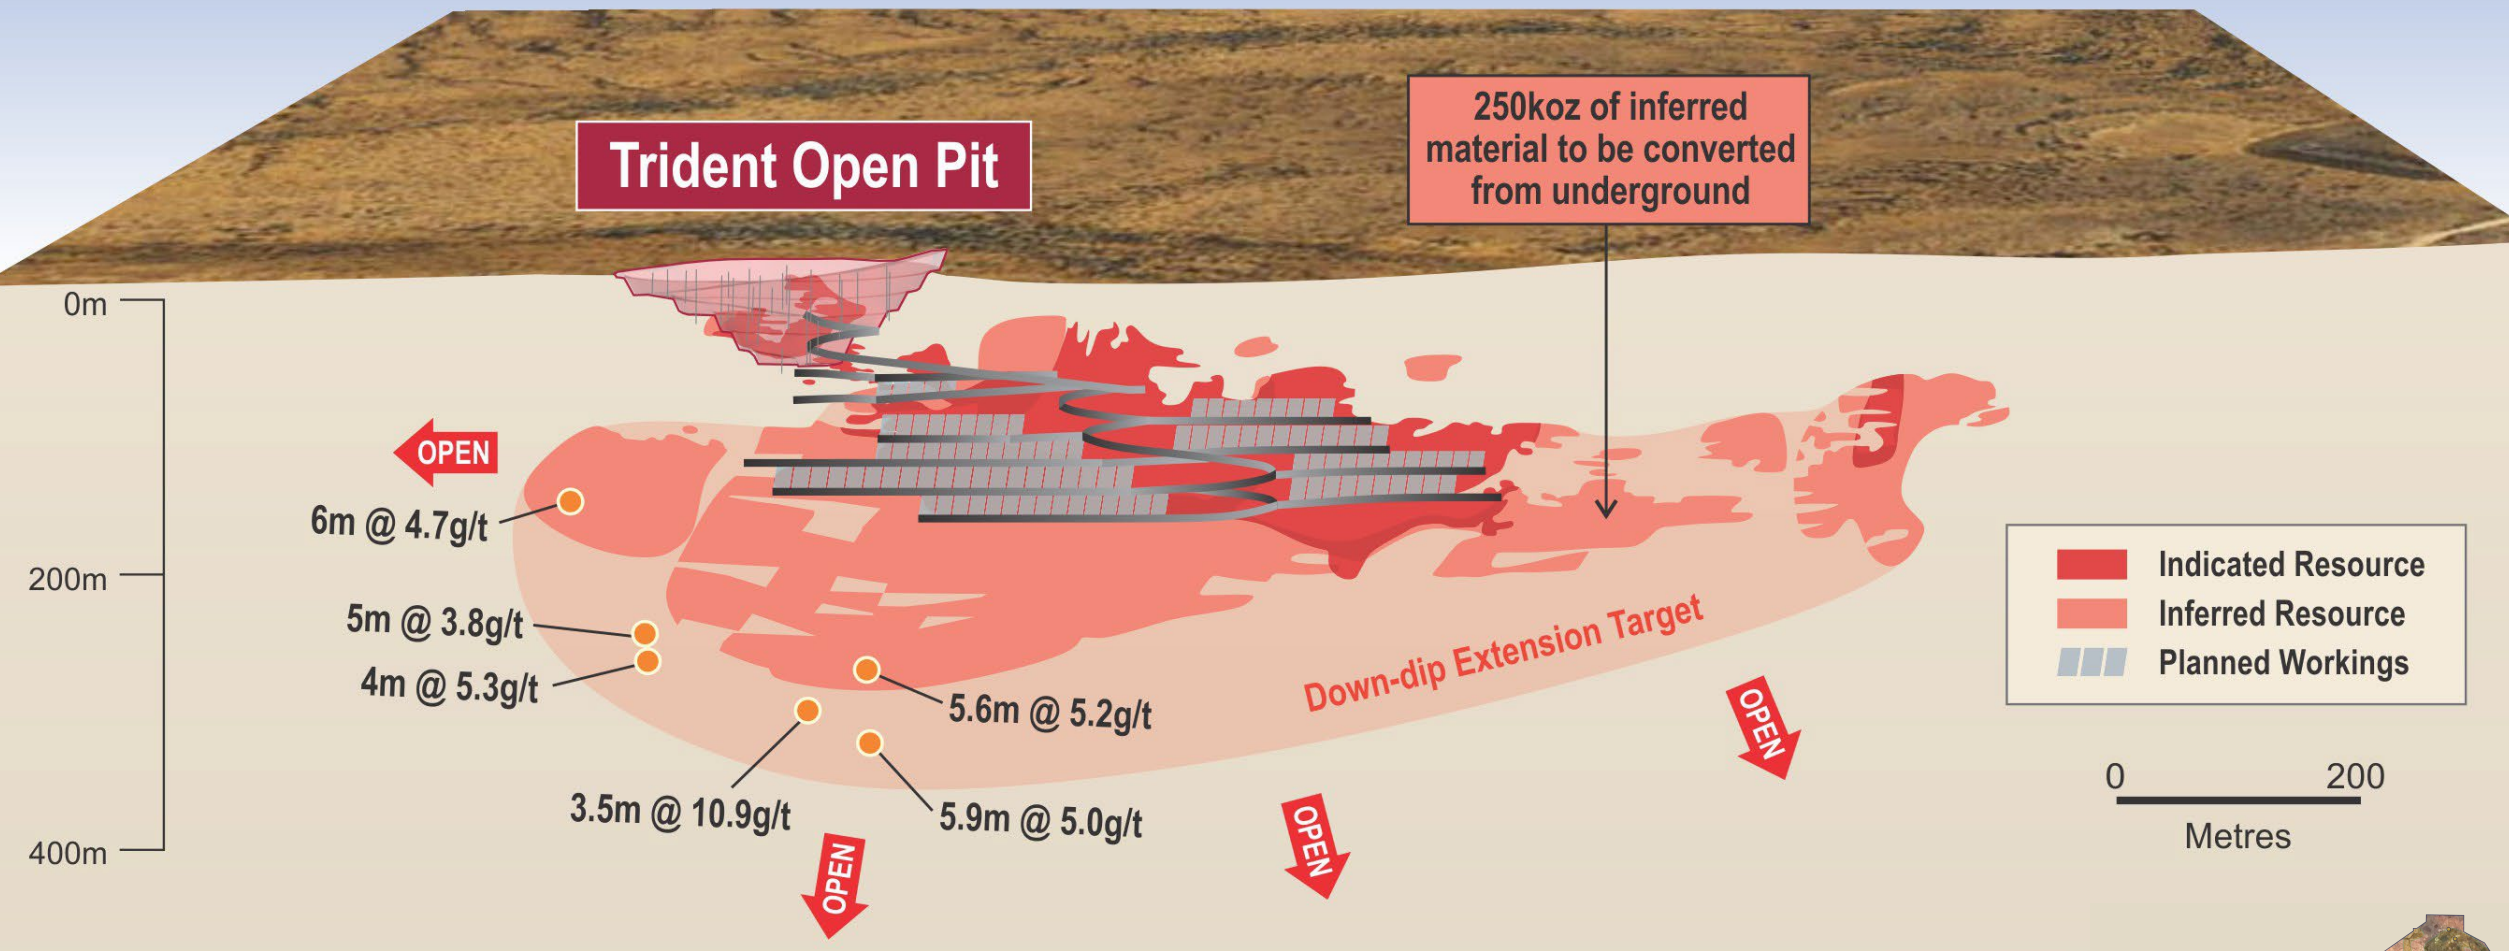 Trident Open Pit
250koz of inferred
material to be converted
from underground
0m
200m
400m
OPEN
6m @ 4.7g/t
5m @ 3.8g/t
4m @ 5.3g/t
5.6m @ 5.2g/t
3.5m @ 10.9g/t
5.9m @ 5.0g/t
Down-dip Extension Target
OPEN
OPEN
OPEN
Indicated Resource
Inferred Resource
Planned Workings
0 200
Metres